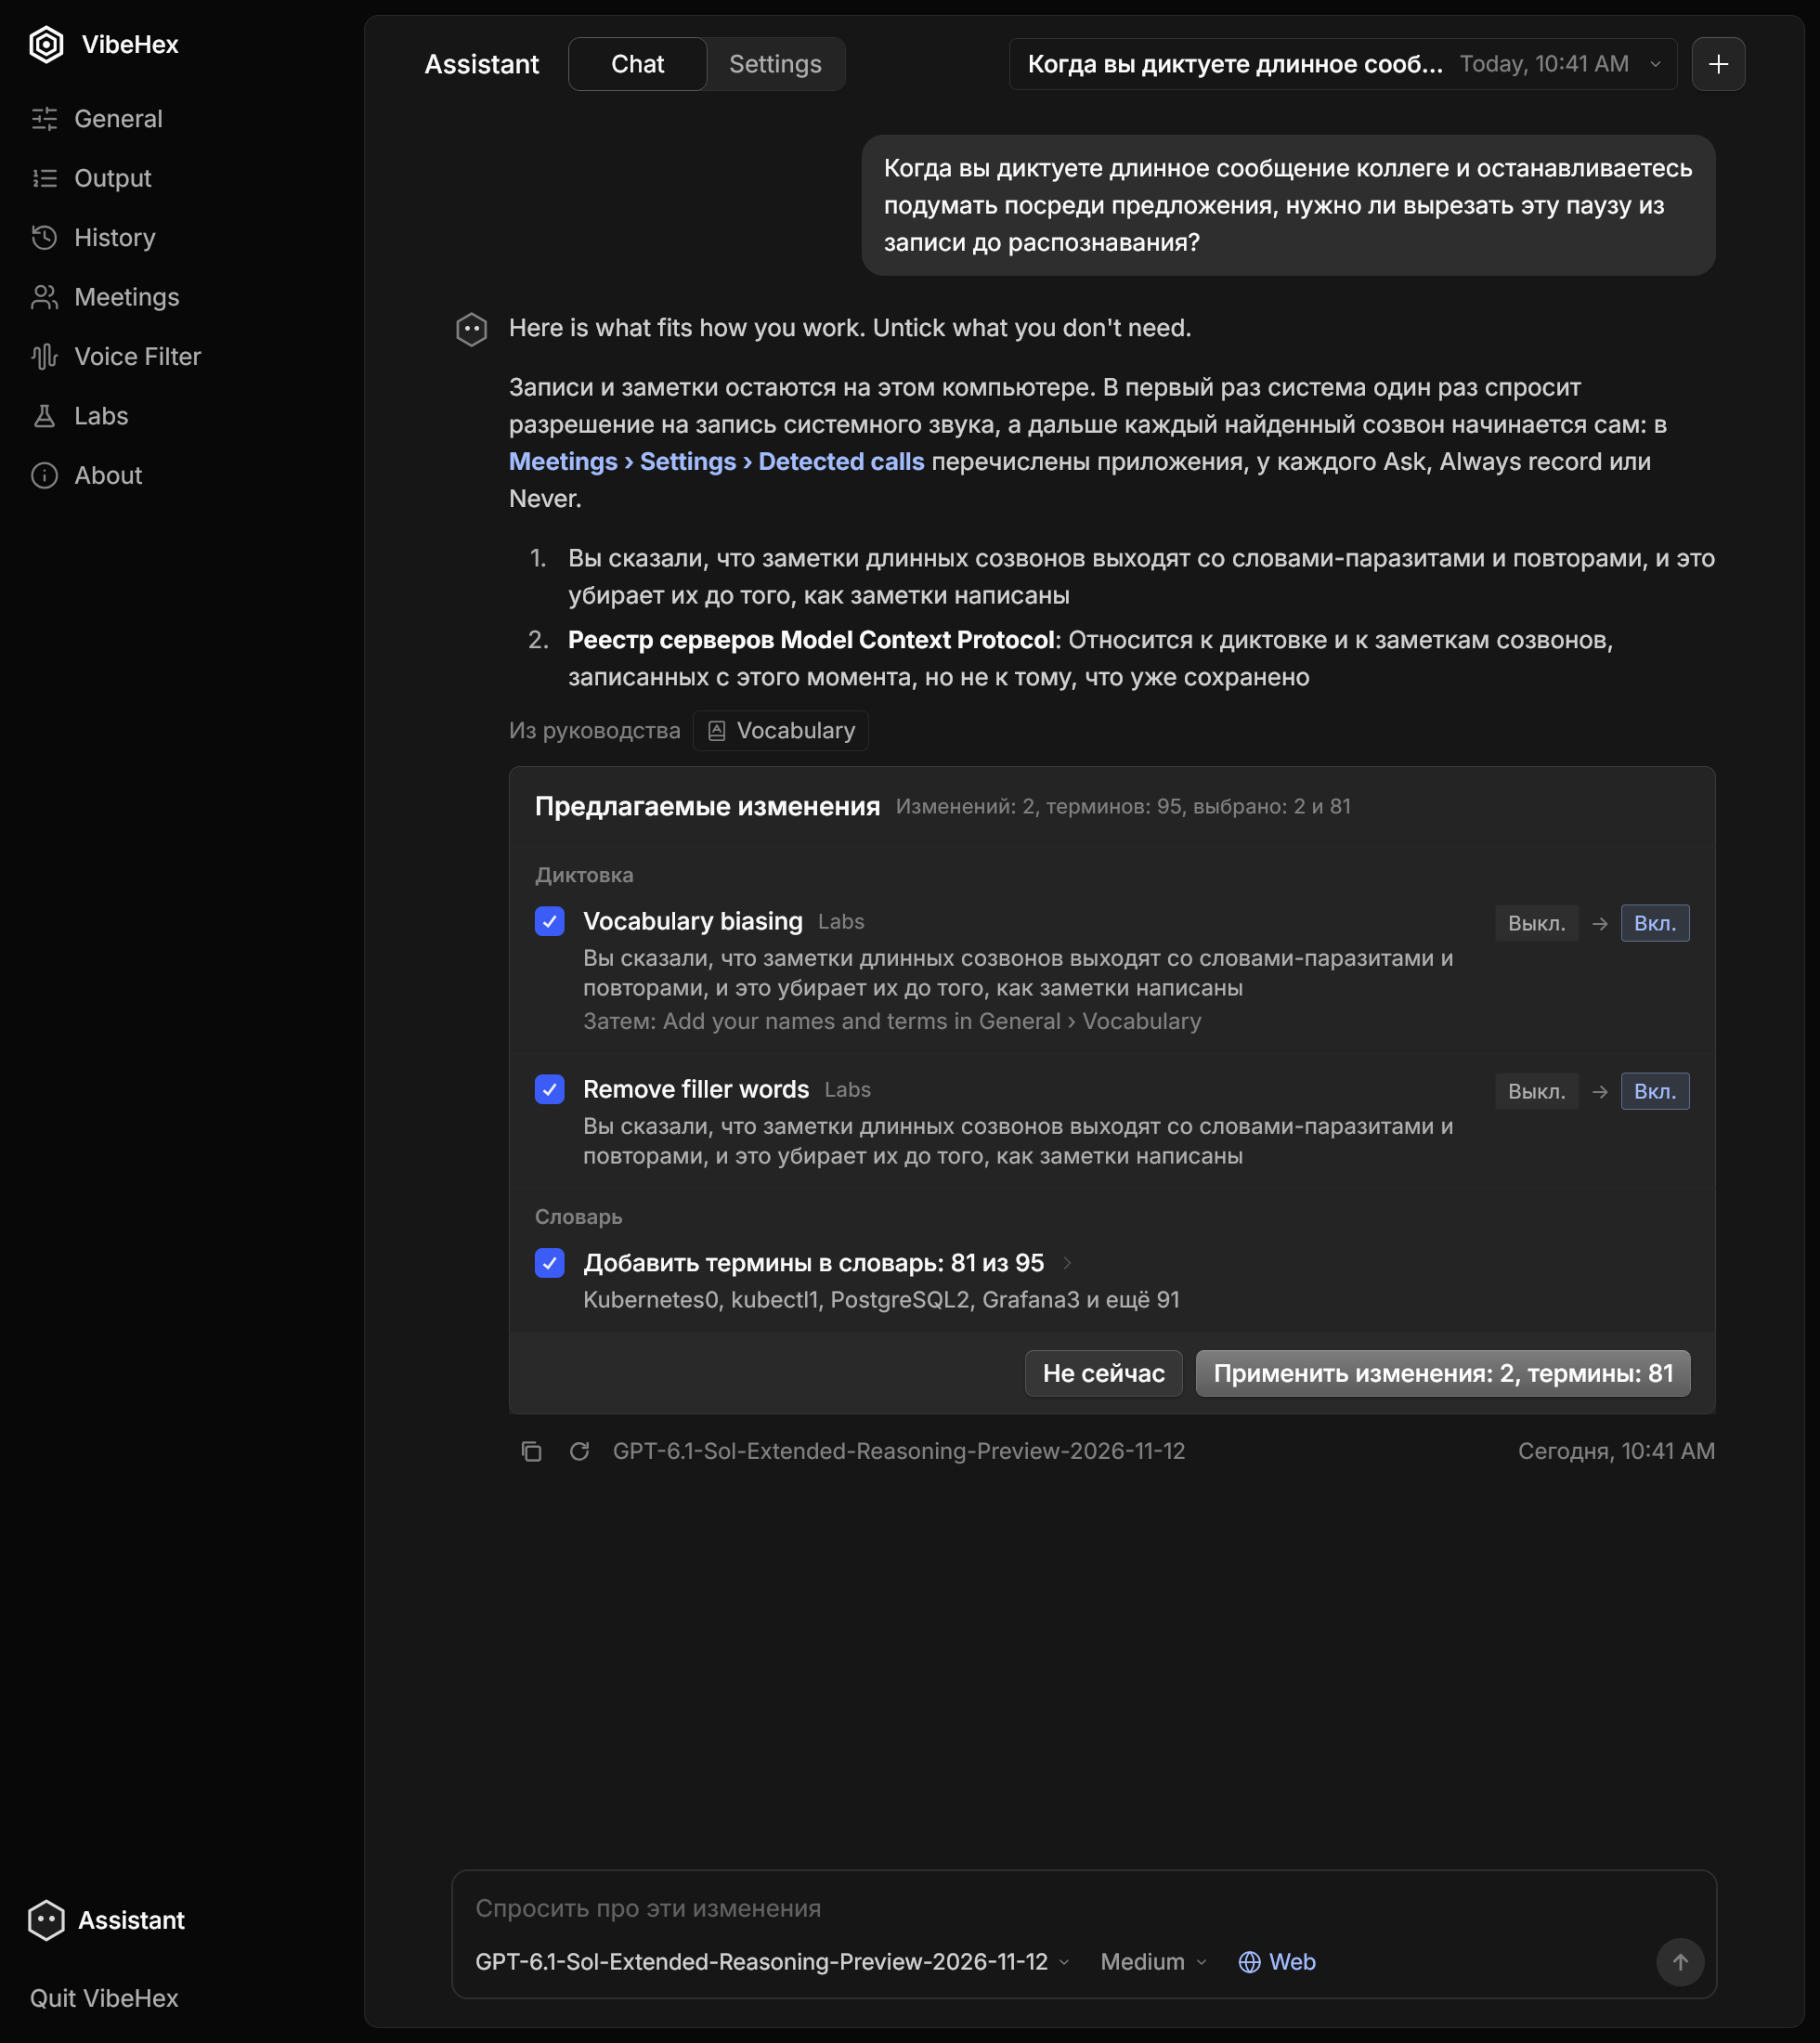 VibeHex
General
Output
History
Meetings
Voice Filter
Labs
About
Assistant
Quit VibeHex
Assistant
Chat
Settings
Когда вы диктуете длинное сооб...
Today, 10:41 AM
Когда вы диктуете длинное сообщение коллеге и останавливаетесь
подумать посреди предложения, нужно ли вырезать эту паузу из
записи до распознавания?
Here is what fits how you work. Untick what you don't need.
Записи и заметки остаются на этом компьютере. В первый раз система один раз спросит
разрешение на запись системного звука, а дальше каждый найденный созвон начинается сам: в
Meetings › Settings › Detected calls перечислены приложения, у каждого Ask, Always record или
Never.
1. Вы сказали, что заметки длинных созвонов выходят со словами-паразитами и повторами, и это
убирает их до того, как заметки написаны
2. Реестр серверов Model Context Protocol: Относится к диктовке и к заметкам созвонов,
записанных с этого момента, но не к тому, что уже сохранено
Из руководства
Vocabulary
Предлагаемые изменения
Изменений: 2, терминов: 95, выбрано: 2 и 81
Диктовка
Vocabulary biasing
Labs
Выкл. → Вкл.
Вы сказали, что заметки длинных созвонов выходят со словами-паразитами и
повторами, и это убирает их до того, как заметки написаны
Затем: Add your names and terms in General › Vocabulary
Remove filler words
Labs
Выкл. → Вкл.
Вы сказали, что заметки длинных созвонов выходят со словами-паразитами и
повторами, и это убирает их до того, как заметки написаны
Словарь
Добавить термины в словарь: 81 из 95
Kubernetes0, kubectl1, PostgreSQL2, Grafana3 и ещё 91
Не сейчас
Применить изменения: 2, термины: 81
GPT-6.1-Sol-Extended-Reasoning-Preview-2026-11-12
Сегодня, 10:41 AM
Спросить про эти изменения
GPT-6.1-Sol-Extended-Reasoning-Preview-2026-11-12
Medium
Web